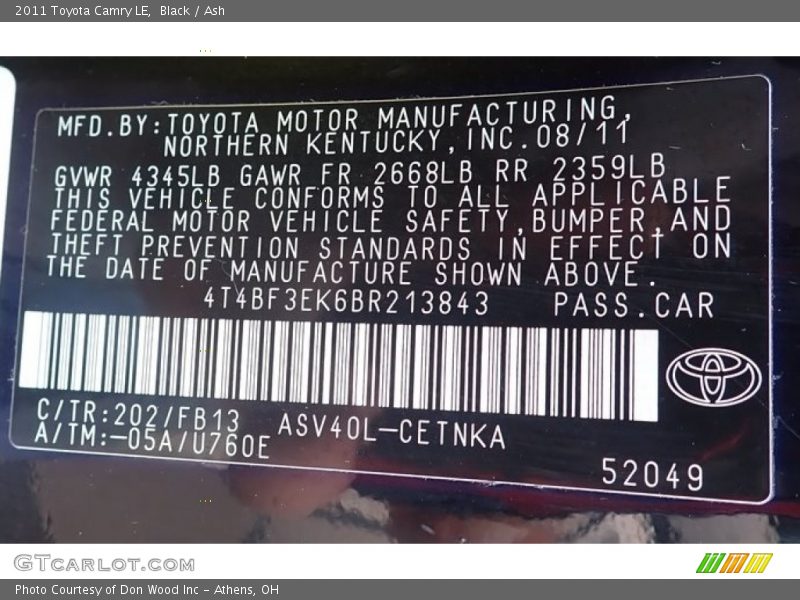 2011 Toyota Camry LE, Black / Ash
MFD.BY:TOYOTA MOTOR MANUFACTURING,
NORTHERN KENTUCKY,INC.08/11
GVWR 4345LB GAWR FR 2668LB RR 2359LB
THIS VEHICLE CONFORMS TO ALL APPLICABLE
FEDERAL MOTOR VEHICLE SAFETY,BUMPER,AND
THEFT PREVENTION STANDARDS IN EFFECT ON
THE DATE OF MANUFACTURE SHOWN ABOVE.
4T4BF3EK6BR213843 PASS.CAR
C/TR:202/FB13 ASV40L-CETNKA
A/TM:-05A/U760E
52049
GTCARLOT.COM
Photo Courtesy of Don Wood Inc - Athens, OH